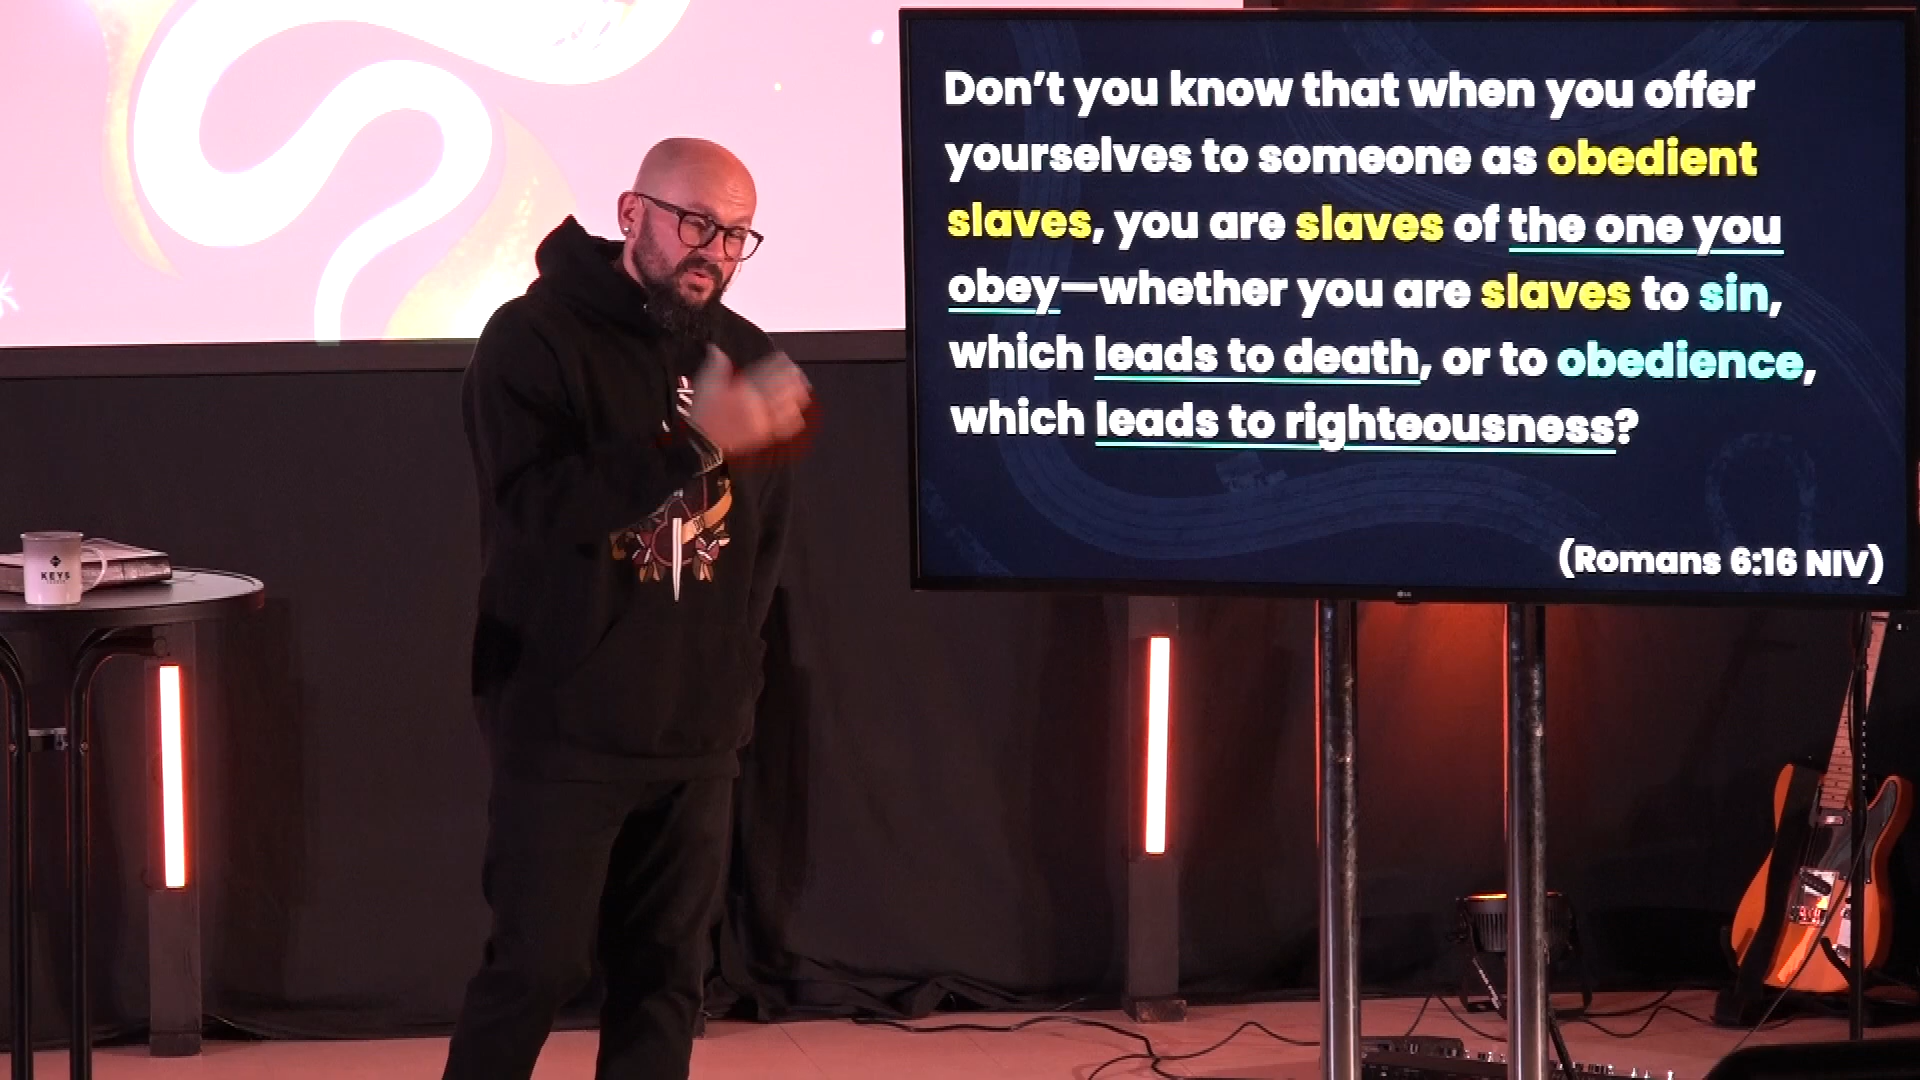 Don’t you know that when you offer
yourselves to someone as obedient
slaves, you are slaves of the one you
obey—whether you are slaves to sin,
which leads to death, or to obedience,
which leads to righteousness?
(Romans 6:16 NIV)
KEYS
LG